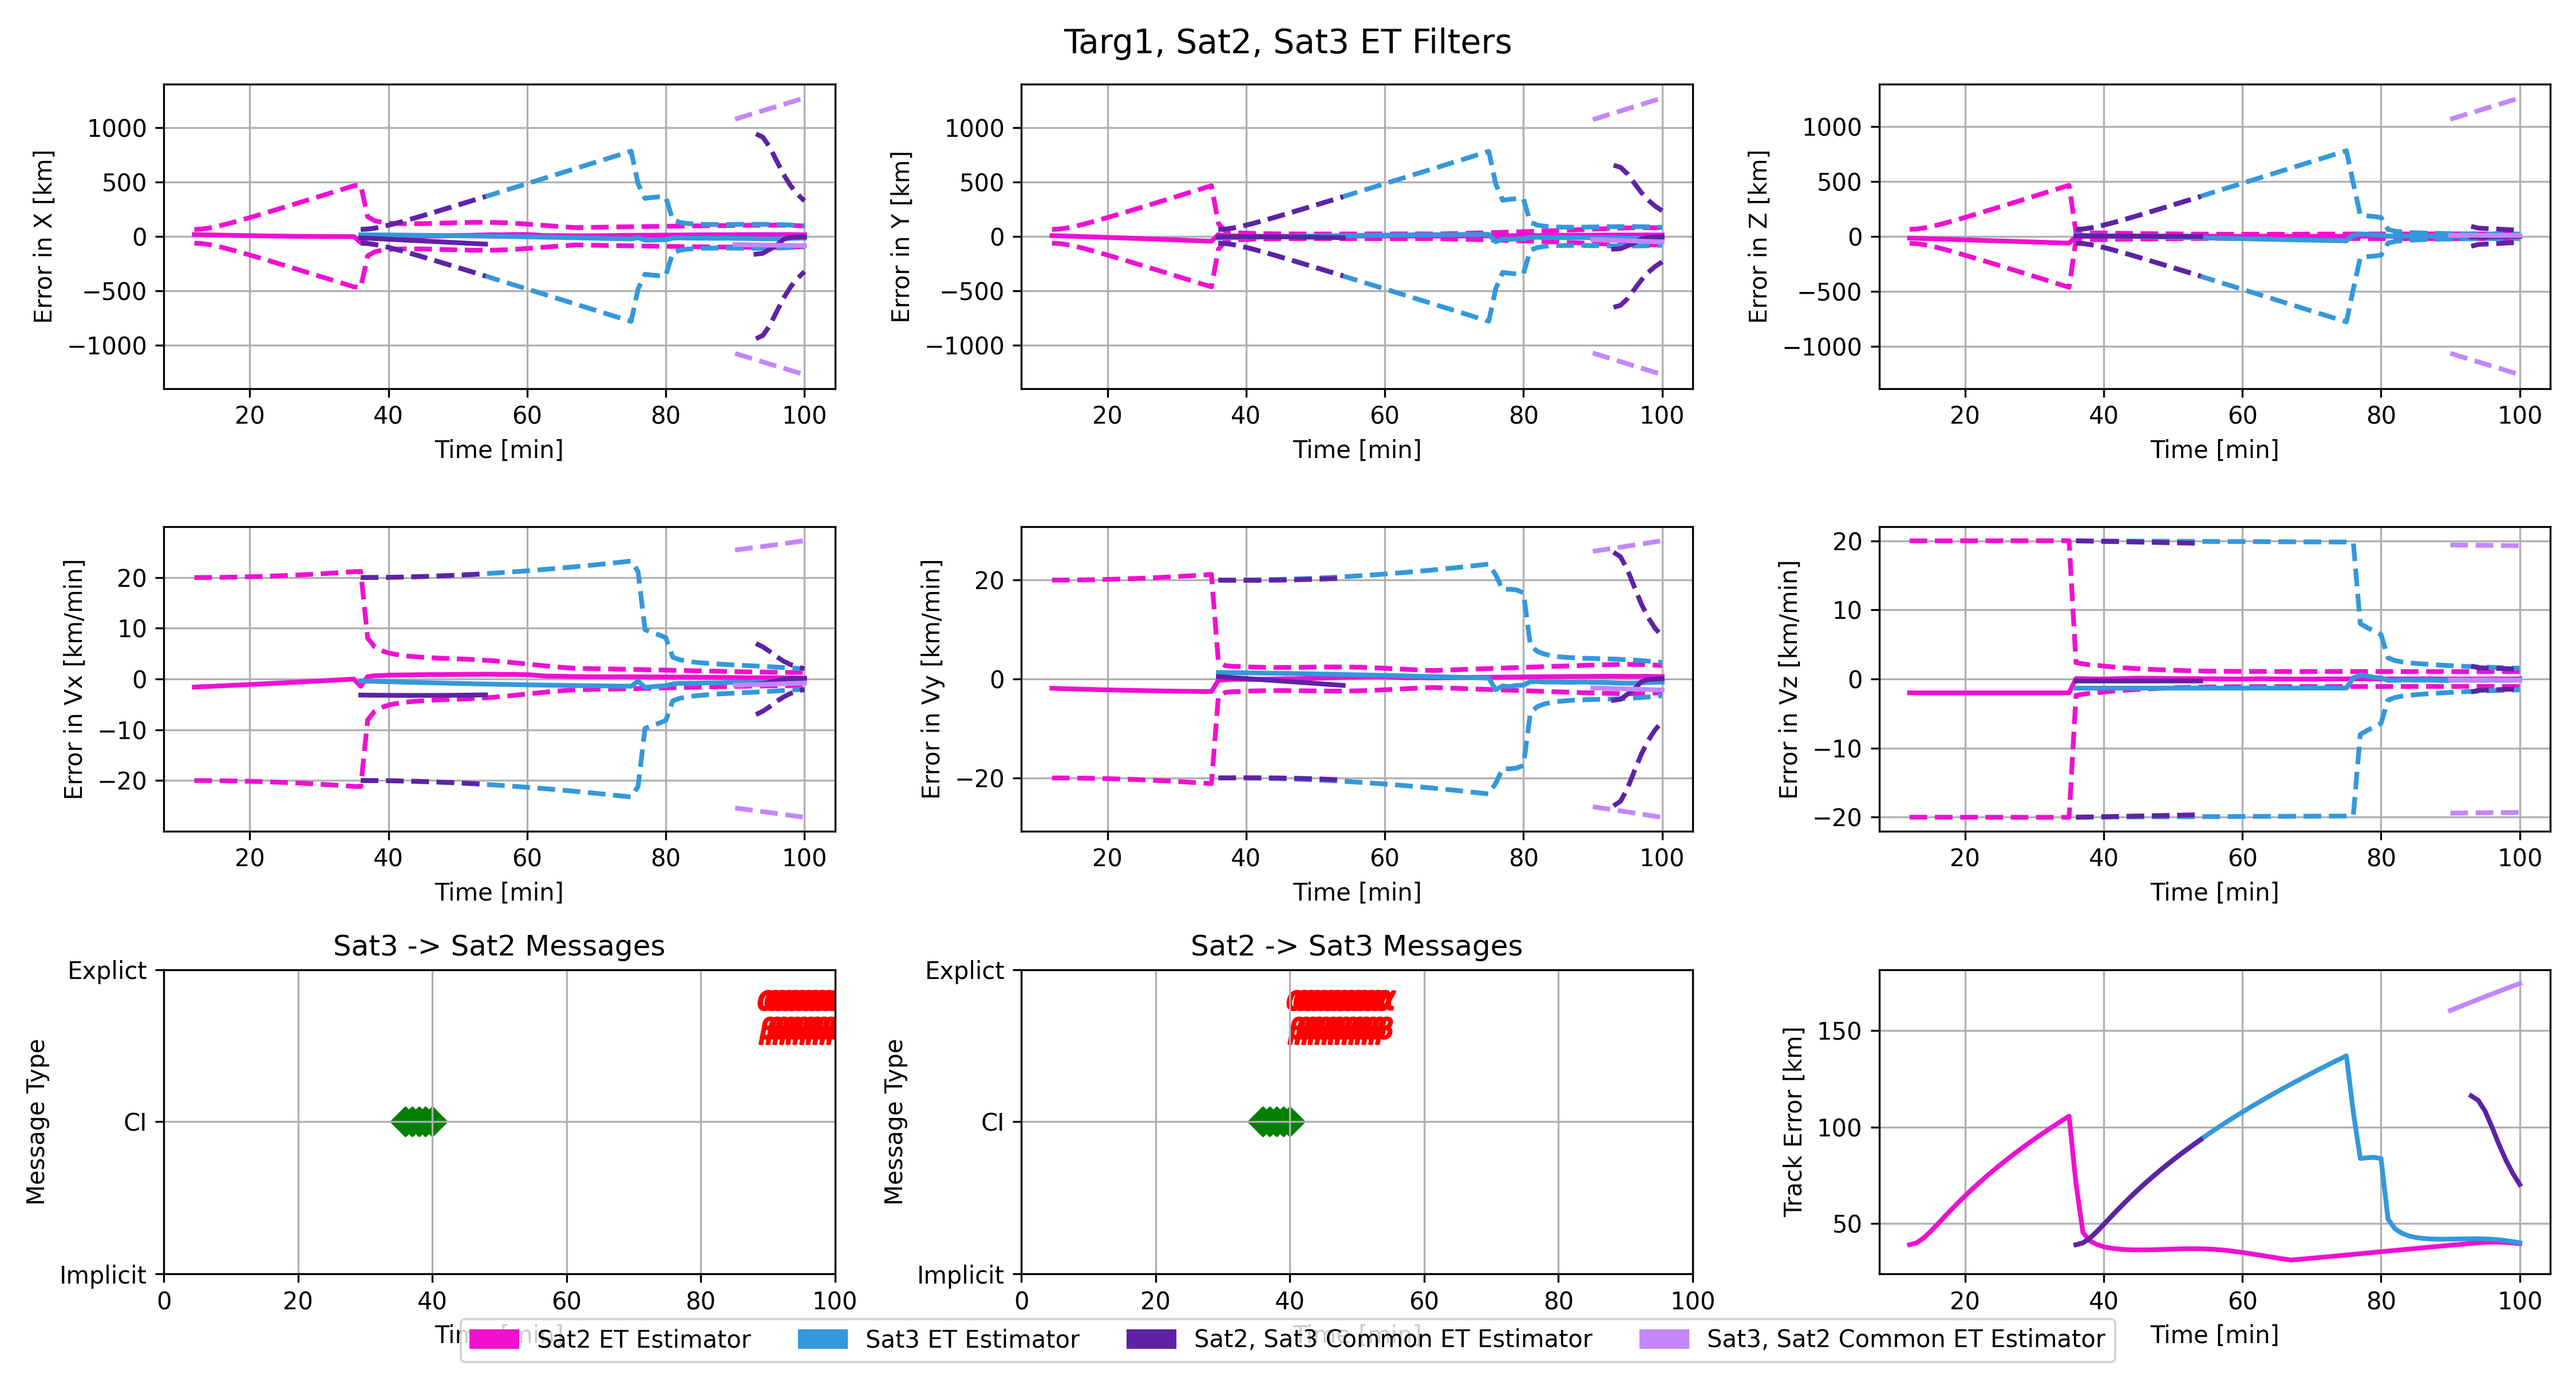 Targ1, Sat2, Sat3 ET Filters
Error in X [km]
1000
500
0
−500
−1000
20 40 60 80 100
Time [min]
Error in Y [km]
1000
500
0
−500
−1000
20 40 60 80 100
Time [min]
Error in Z [km]
1000
500
0
−500
−1000
20 40 60 80 100
Time [min]
Error in Vx [km/min]
20
10
0
−10
−20
20 40 60 80 100
Time [min]
Error in Vy [km/min]
20
0
−20
20 40 60 80 100
Time [min]
Error in Vz [km/min]
20
10
0
−10
−20
20 40 60 80 100
Time [min]
Sat3 -> Sat2 Messages
Message Type
Explict
CI
Implicit
0 20 40 60 80 100
Time [min]
Sat2 -> Sat3 Messages
Message Type
Explict
CI
Implicit
0 20 40 60 80 100
Time [min]
Track Error [km]
150
100
50
20 40 60 80 100
Time [min]
Sat2 ET Estimator
Sat3 ET Estimator
Sat2, Sat3 Common ET Estimator
Sat3, Sat2 Common ET Estimator